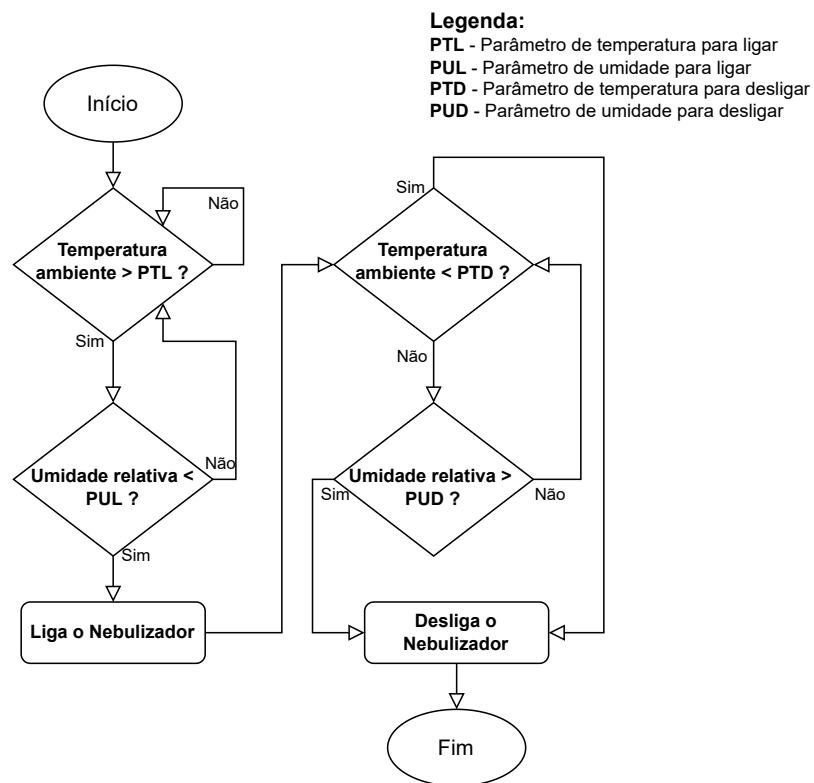 Legenda:
PTL - Parâmetro de temperatura para ligar
PUL - Parâmetro de umidade para ligar
PTD - Parâmetro de temperatura para desligar
PUD - Parâmetro de umidade para desligar
Início
Não
Temperatura
ambiente > PTL ?
Sim
Não
Umidade relativa <
PUL ?
Sim
Liga o Nebulizador
Sim
Temperatura
ambiente < PTD ?
Não
Umidade relativa >
PUD ?
Sim
Não
Desliga o
Nebulizador
Fim